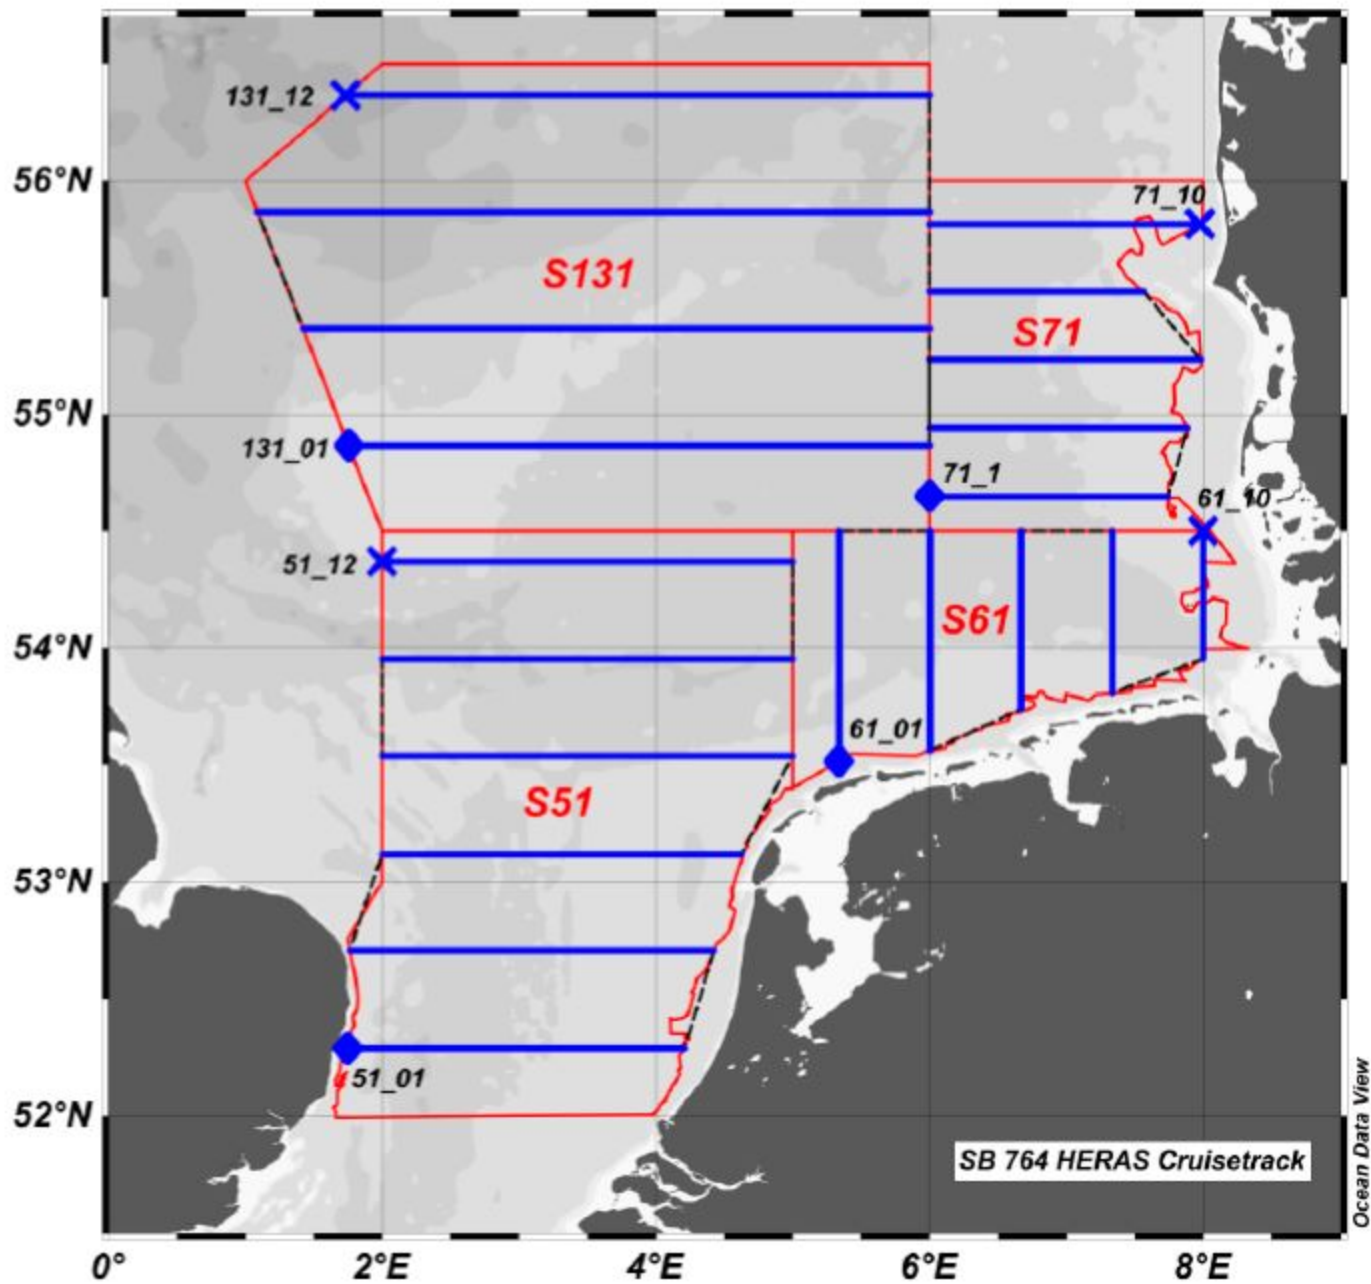 131_12
56°N
71_10
S131
S71
55°N
131_01
71_1
61_10
51_12
S61
54°N
61_01
S51
53°N
51_01
52°N
SB 764 HERAS Cruisetrack
Ocean Data View
0°
2°E
4°E
6°E
8°E